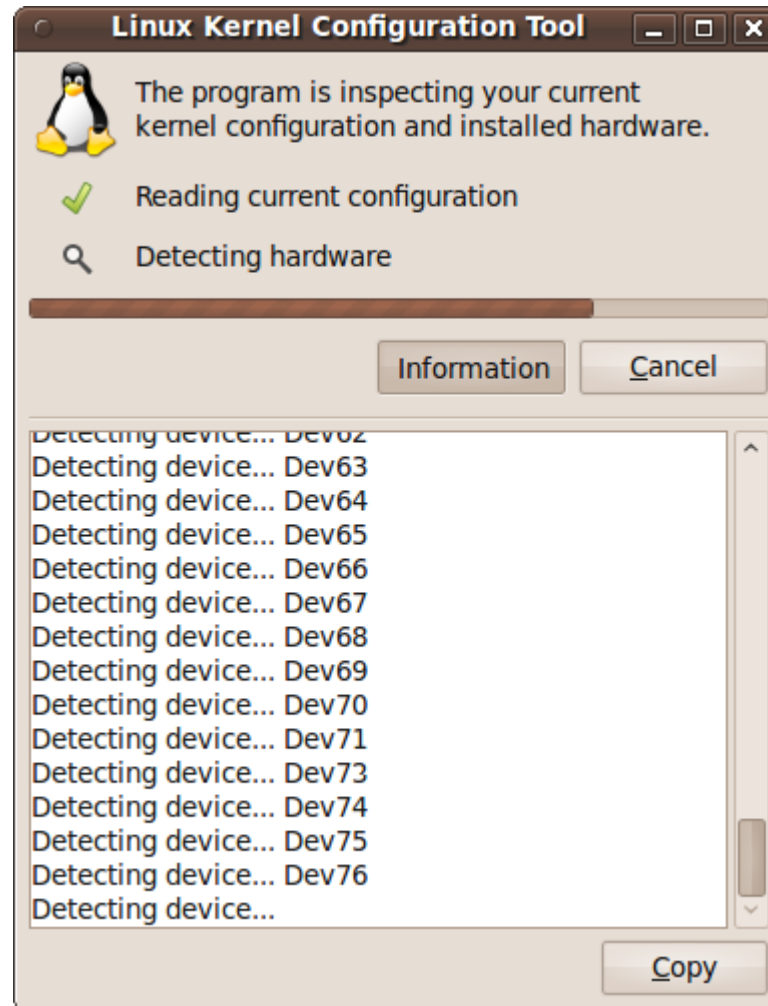 Linux Kernel Configuration Tool
The program is inspecting your current
kernel configuration and installed hardware.
Reading current configuration
Detecting hardware
Information Cancel
Detecting device... Dev62
Detecting device... Dev63
Detecting device... Dev64
Detecting device... Dev65
Detecting device... Dev66
Detecting device... Dev67
Detecting device... Dev68
Detecting device... Dev69
Detecting device... Dev70
Detecting device... Dev71
Detecting device... Dev73
Detecting device... Dev74
Detecting device... Dev75
Detecting device... Dev76
Detecting device...
Copy